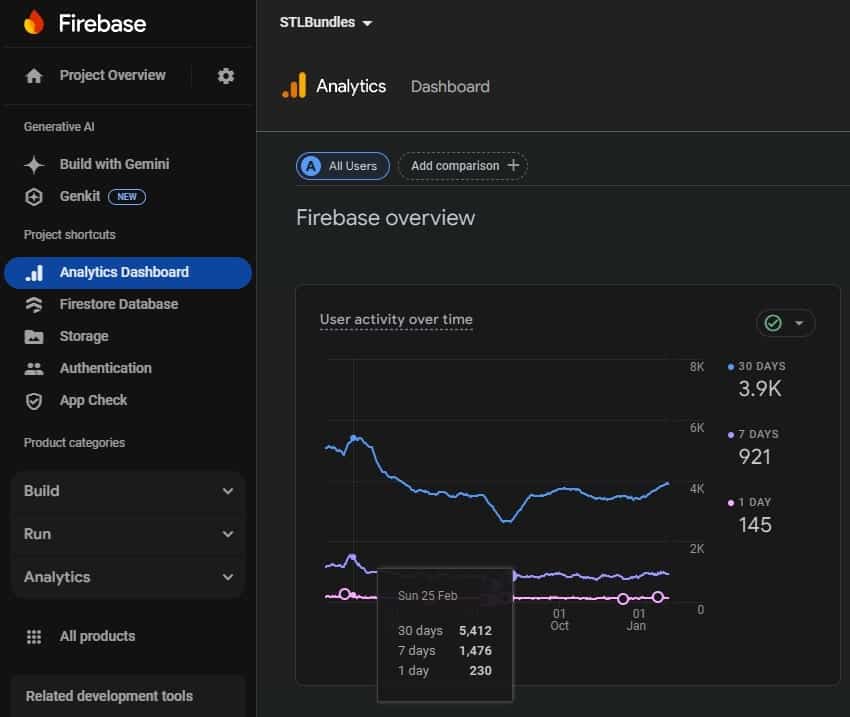 Firebase
STLBundles
Project Overview
Analytics
Dashboard
Generative AI
Build with Gemini
Genkit NEW
Project shortcuts
Analytics Dashboard
Firestore Database
Storage
Authentication
App Check
Product categories
Build
Run
Analytics
All products
Related development tools
A All Users
Add comparison +
Firebase overview
User activity over time
8K
6K
4K
2K
0
01
Oct
01
Jan
30 DAYS
3.9K
7 DAYS
921
1 DAY
145
Sun 25 Feb
30 days 5,412
7 days 1,476
1 day 230